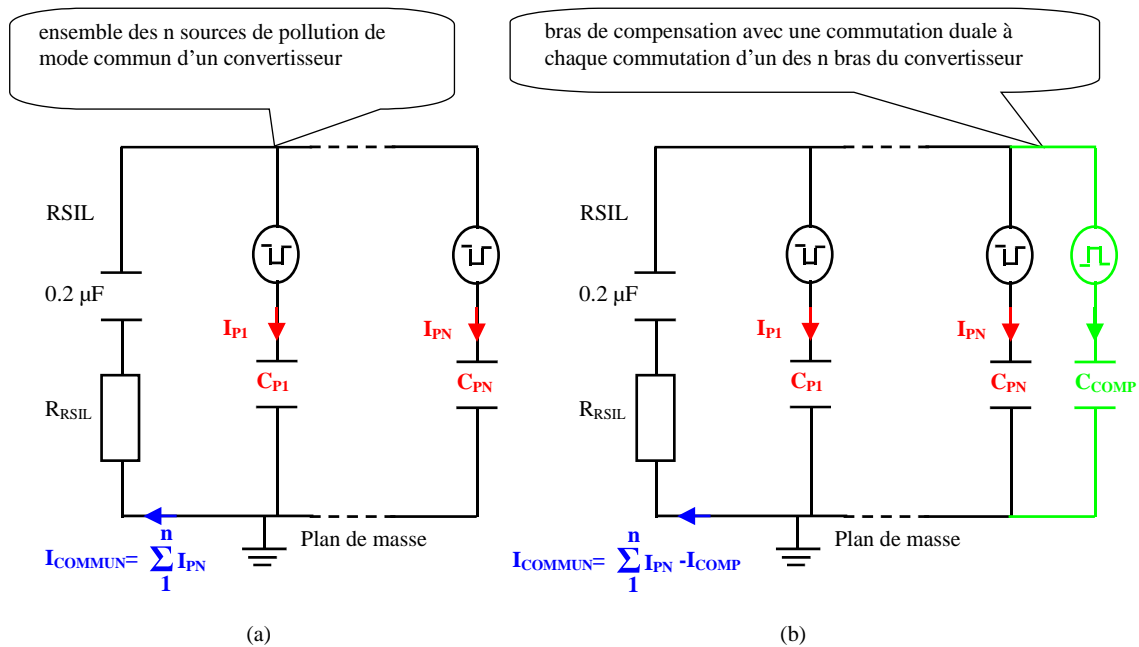 ensemble des n sources de pollution de
mode commun d'un convertisseur
bras de compensation avec une commutation duale à
chaque commutation d'un des n bras du convertisseur
RSIL
0.2 µF
I_P1
I_PN
C_P1
C_PN
R_RSIL
Plan de masse
I_COMMUN= n ∑ 1 I_PN
(a)
RSIL
0.2 µF
I_P1
I_PN
C_P1
C_PN
C_COMP
R_RSIL
Plan de masse
I_COMMUN= n ∑ 1 I_PN -I_COMP
(b)